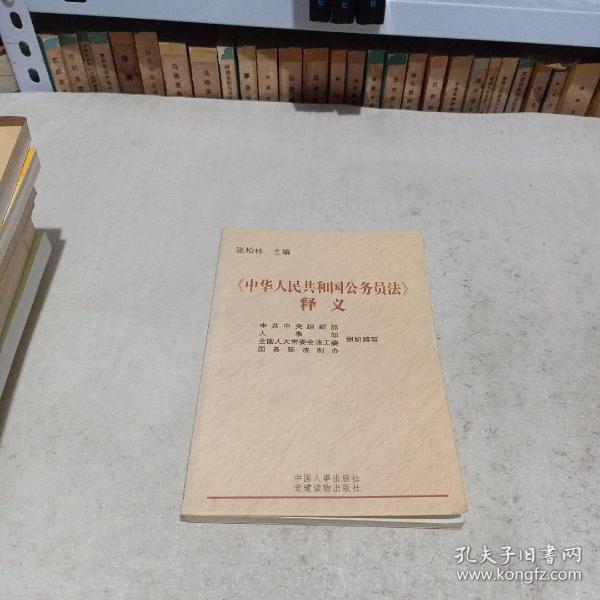 张柏林 主编
《中华人民共和国公务员法》
释 义
中共中央组织部
人事部
全国人大常委会法工委
国务院法制办
组织编写
中国人事出版社
党建读物出版社
孔夫子旧书网
www.kongfz.com